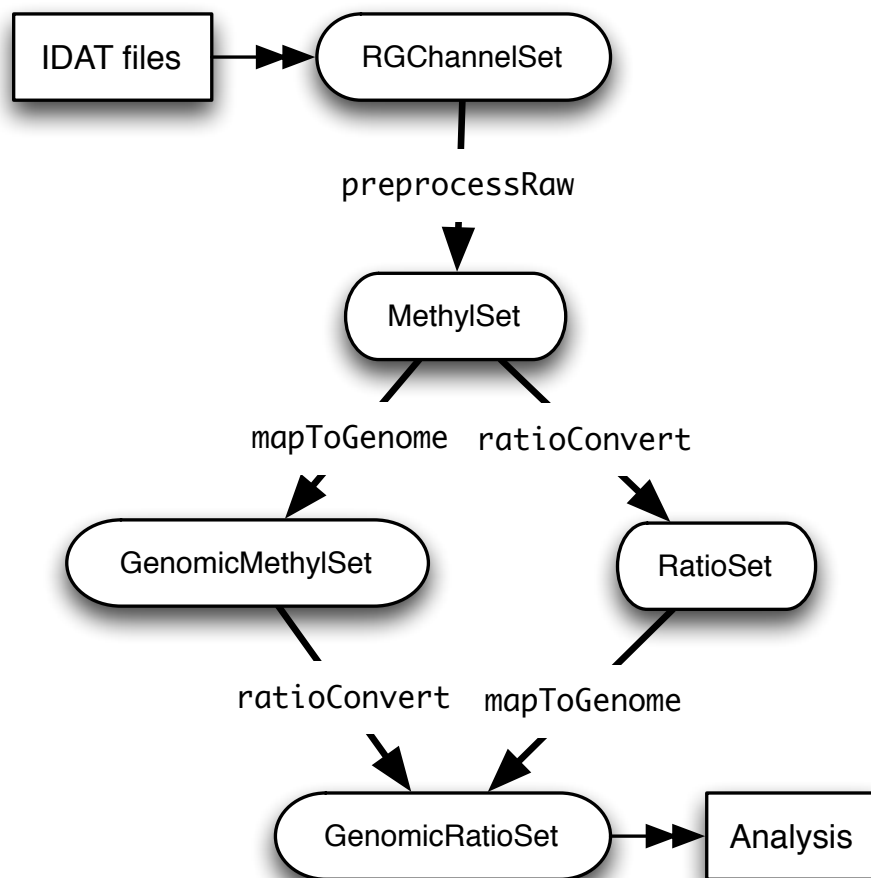 IDAT files
RGChannelSet
preprocessRaw
MethylSet
mapToGenome
ratioConvert
GenomicMethylSet
RatioSet
ratioConvert
mapToGenome
GenomicRatioSet
Analysis